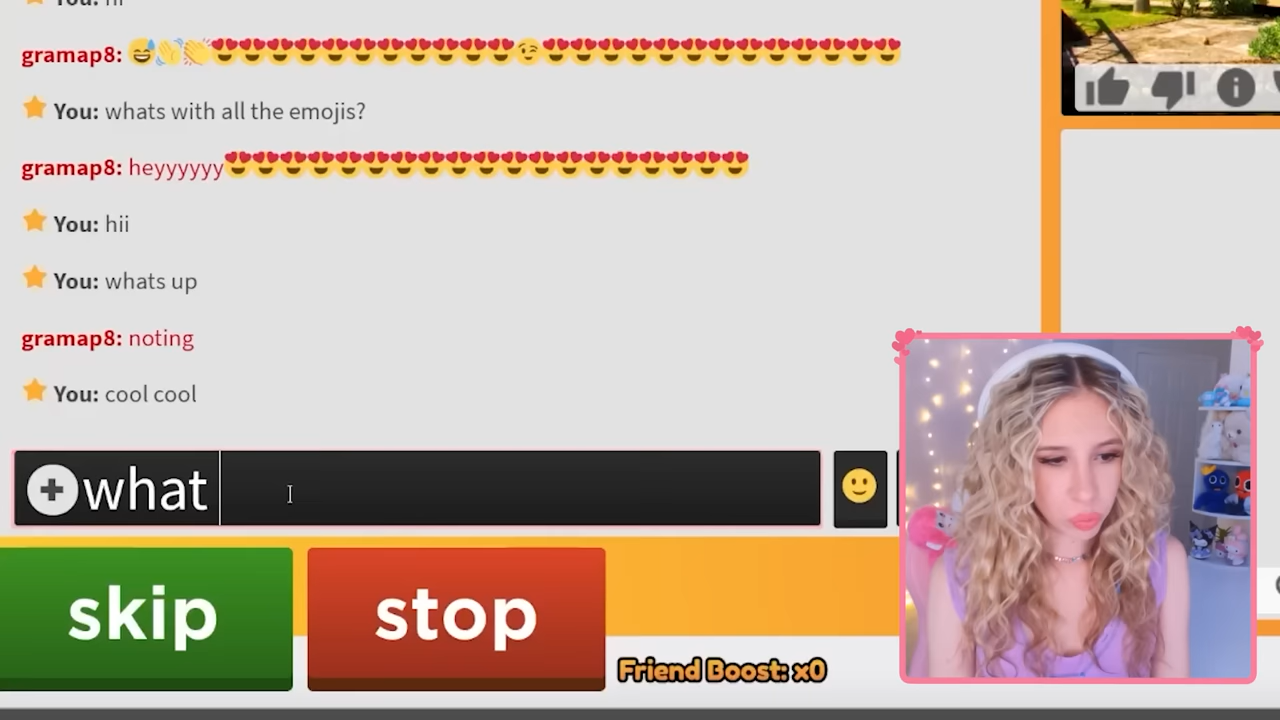 You: hi
gramap8: 😅👋👏😍😍😍😍😍😍😍😍😍😍😍😉😍😍😍😍😍😍😍😍😍😍😍😍😍
You: whats with all the emojis?
gramap8: heyyyyyy😍😍😍😍😍😍😍😍😍😍😍😍😍😍😍😍😍😍😍
You: hii
You: whats up
gramap8: noting
You: cool cool
what
skip stop
Friend Boost: x0